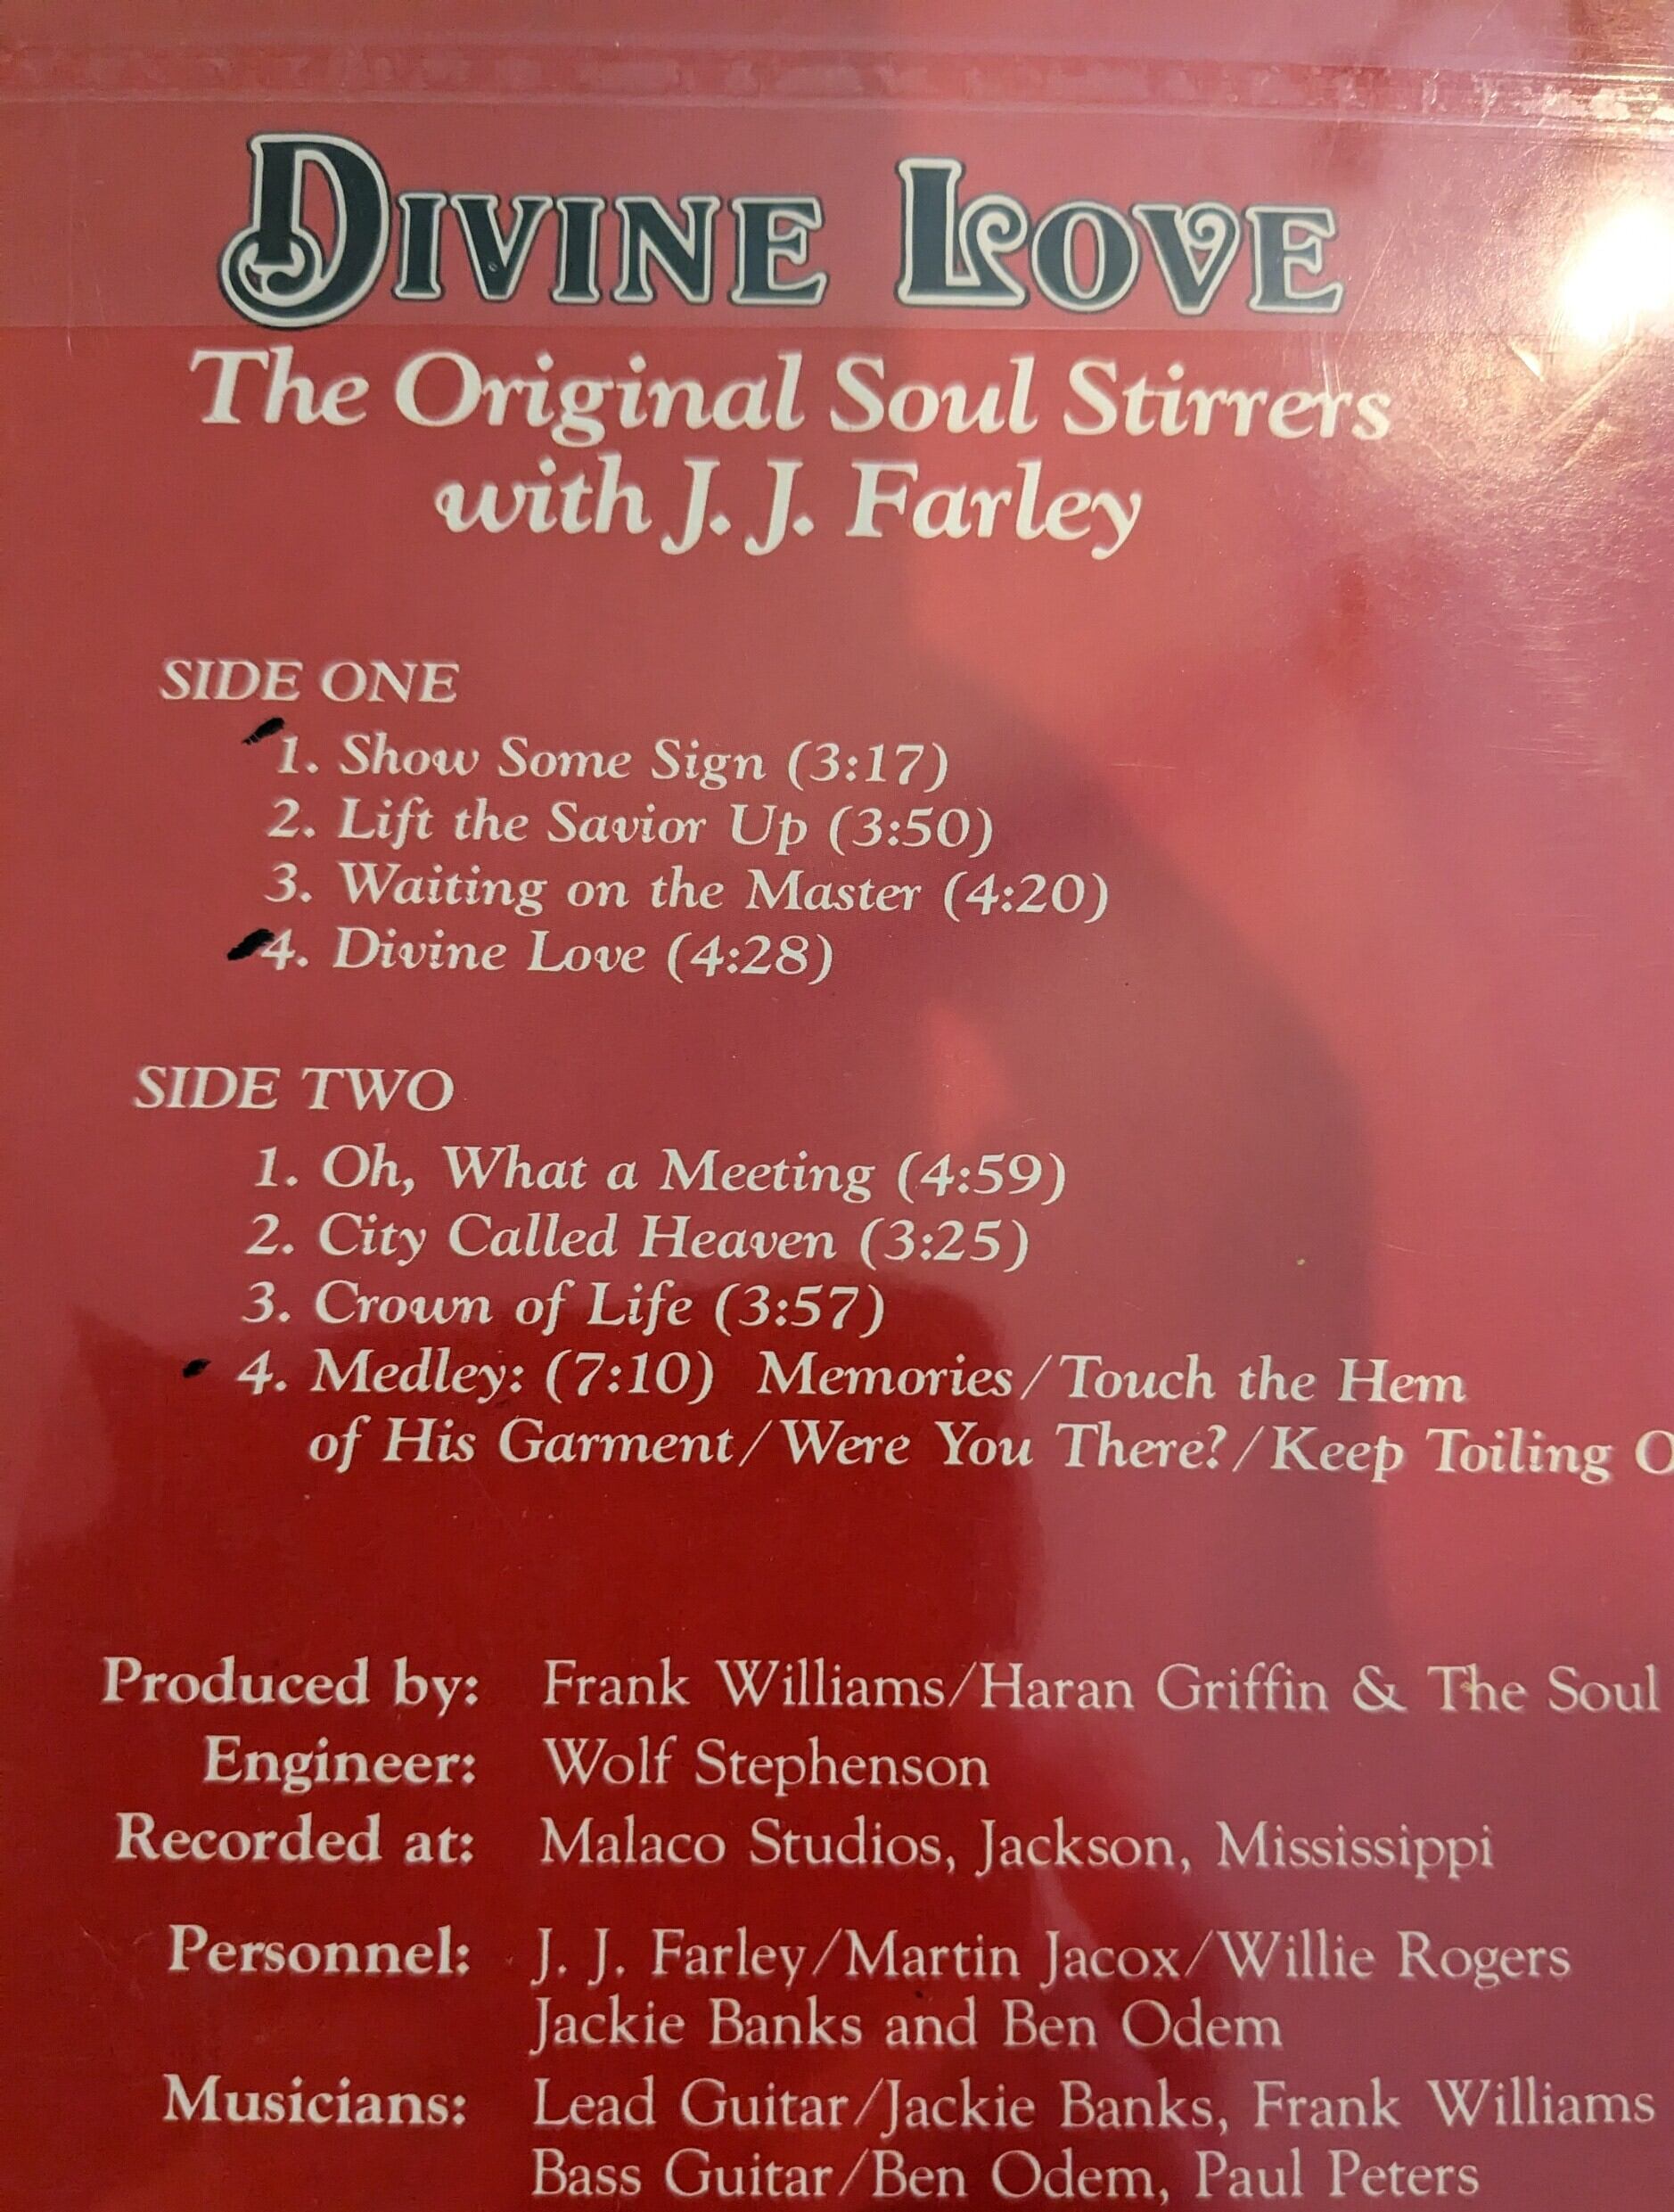 DIVINE LOVE
The Original Soul Stirrers
with J. J. Farley
SIDE ONE
1. Show Some Sign (3:17)
2. Lift the Savior Up (3:50)
3. Waiting on the Master (4:20)
4. Divine Love (4:28)
SIDE TWO
1. Oh, What a Meeting (4:59)
2. City Called Heaven (3:25)
3. Crown of Life (3:57)
4. Medley: (7:10) Memories/Touch the Hem
of His Garment/Were You There?/Keep Toiling
Produced by: Frank Williams/Haran Griffin & The Soul
Engineer: Wolf Stephenson
Recorded at: Malaco Studios, Jackson, Mississippi
Personnel: J. J. Farley/Martin Jacox/Willie Rogers
Jackie Banks and Ben Odem
Musicians: Lead Guitar/Jackie Banks, Frank Williams
Bass Guitar/Ben Odem, Paul Peters